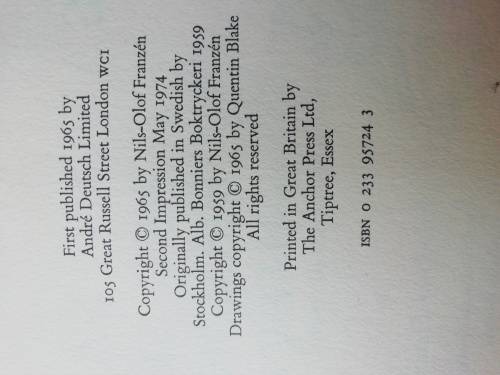 First published 1965 by
André Deutsch Limited
105 Great Russell Street London WC1
Copyright © 1965 by Nils-Olof Franzén
Second Impression May 1974
Originally published in Swedish by
Stockholm. Alb. Bonniers Boktryckeri 1959
Copyright © 1959 by Nils-Olof Franzén
Drawings copyright © 1965 by Quentin Blake
All rights reserved
Printed in Great Britain by
The Anchor Press Ltd,
Tiptree, Essex
ISBN 0 233 95724 3